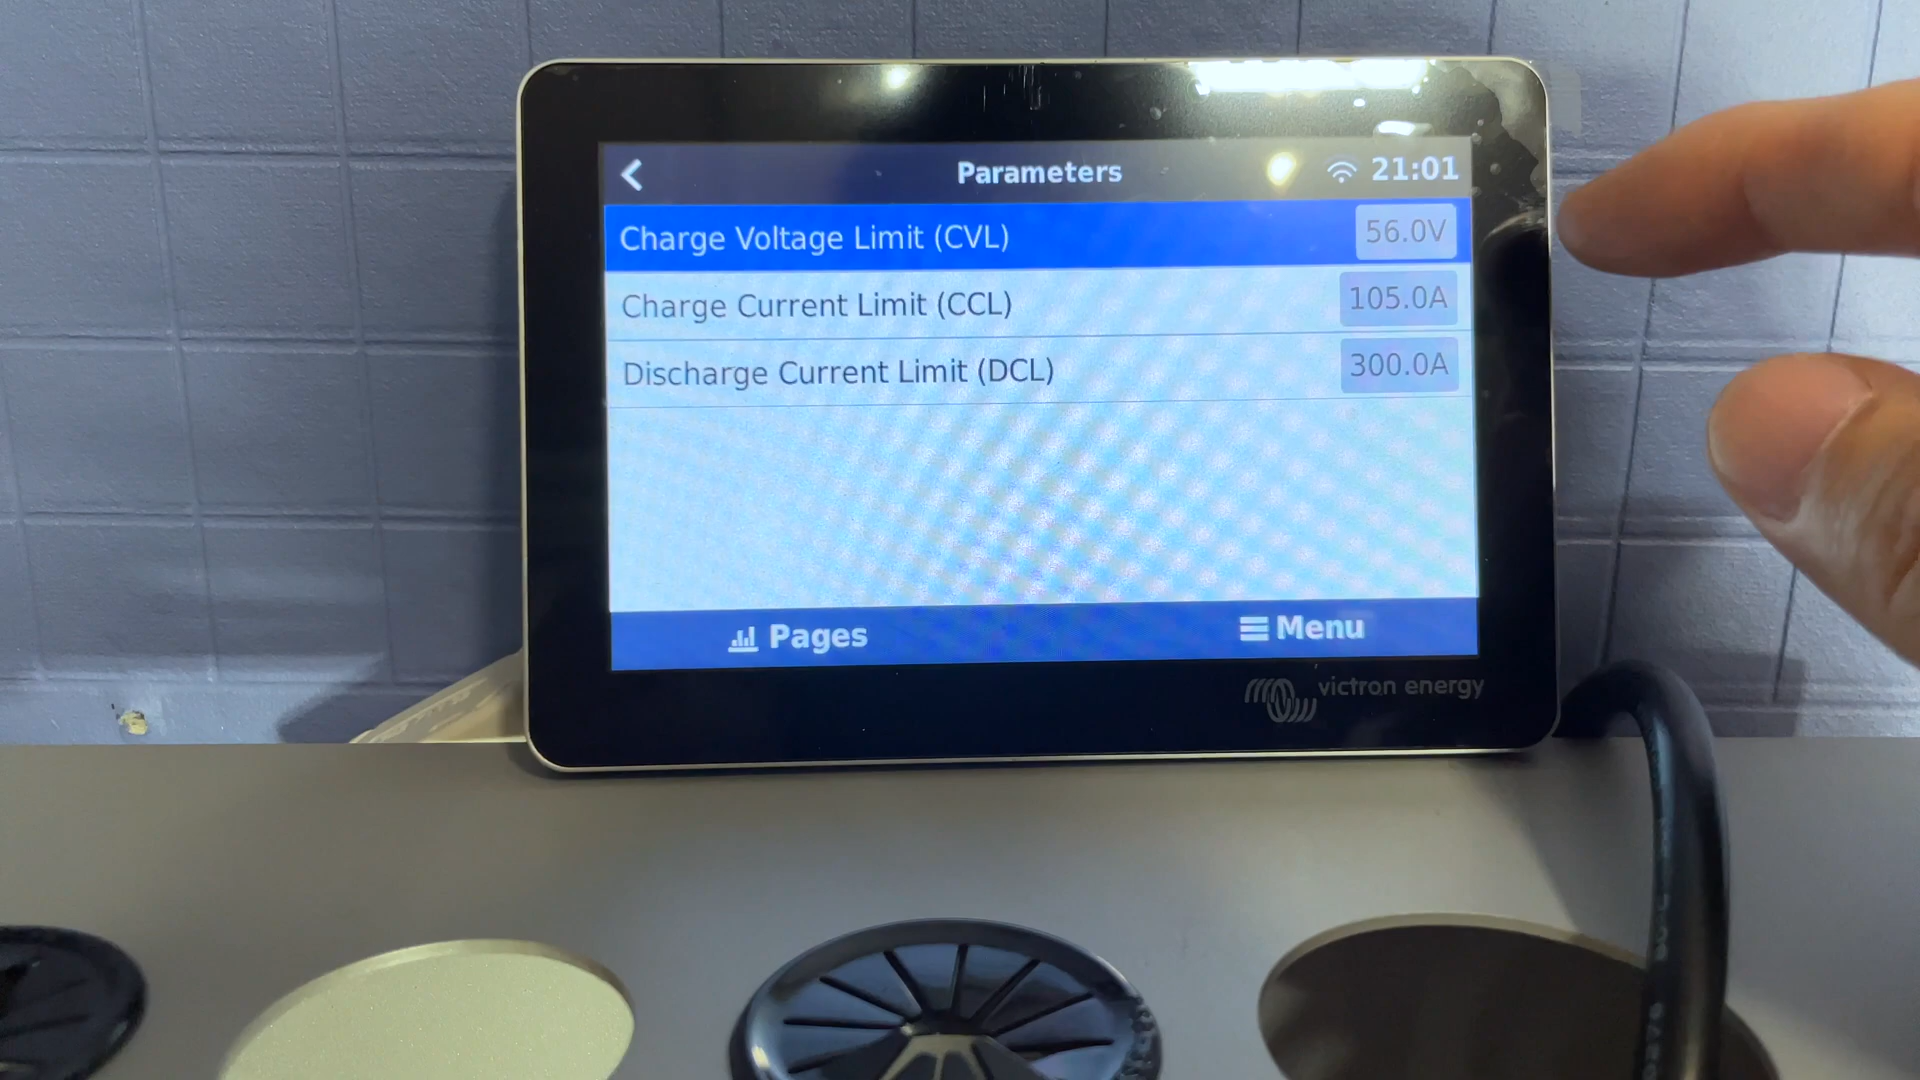 Parameters
21:01
Charge Voltage Limit (CVL)
56.0V
Charge Current Limit (CCL)
105.0A
Discharge Current Limit (DCL)
300.0A
Pages
Menu
victron energy